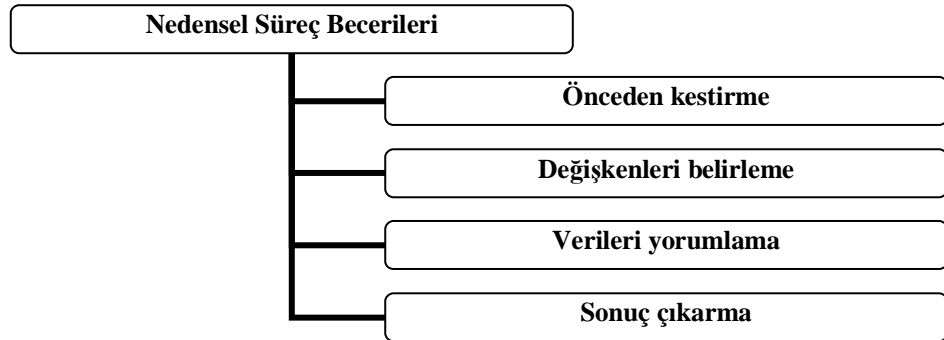 Nedensel Süreç Becerileri
Önceden kestirme
Değişkenleri belirleme
Verileri yorumlama
Sonuç çıkarma